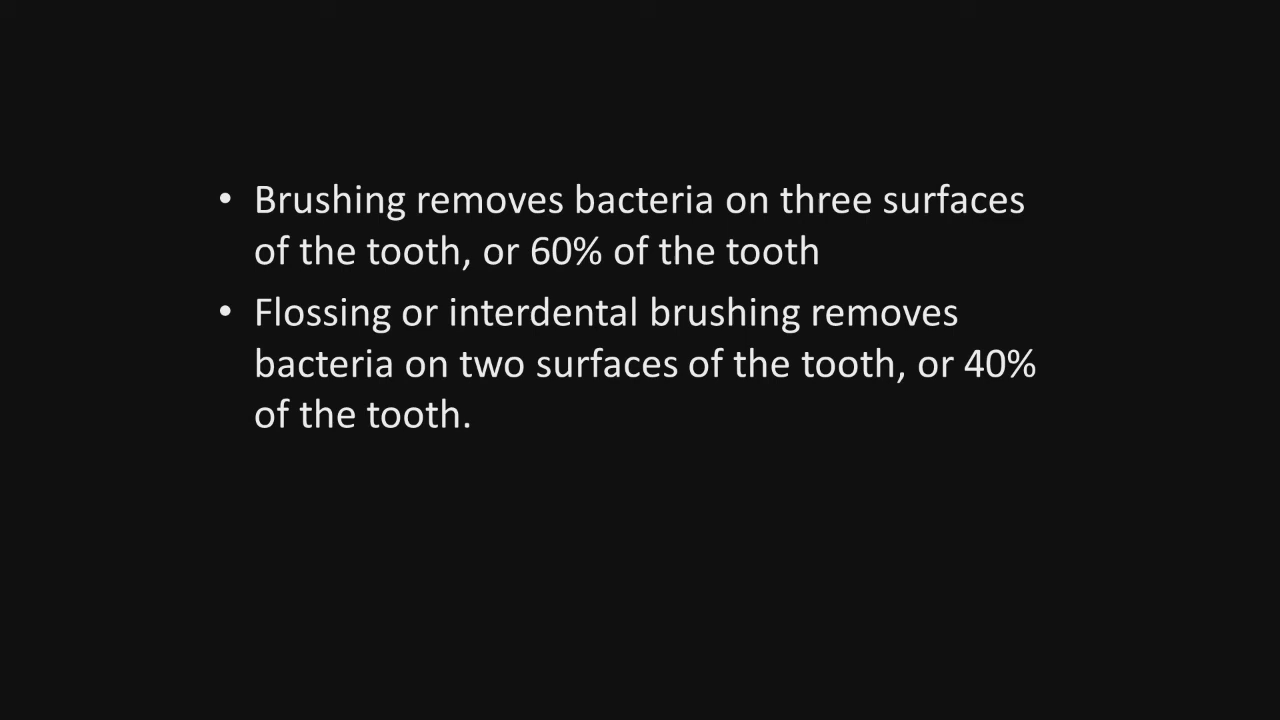 • Brushing removes bacteria on three surfaces
of the tooth, or 60% of the tooth
• Flossing or interdental brushing removes
bacteria on two surfaces of the tooth, or 40%
of the tooth.